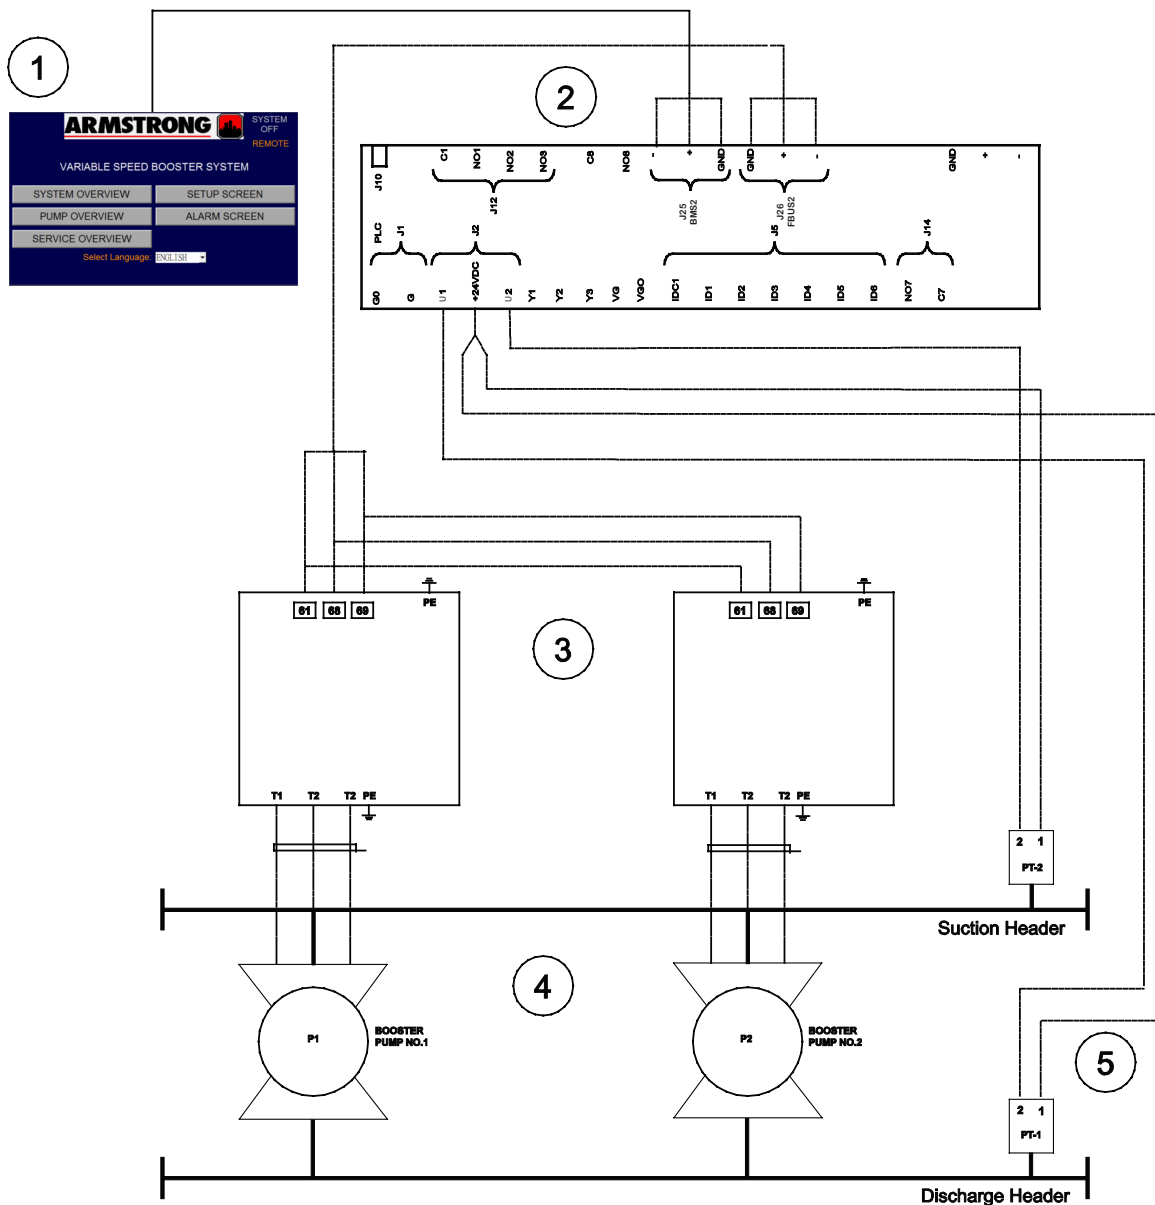 1
ARMSTRONG
SYSTEM
OFF
REMOTE
VARIABLE SPEED BOOSTER SYSTEM
SYSTEM OVERVIEW
SETUP SCREEN
PUMP OVERVIEW
ALARM SCREEN
SERVICE OVERVIEW
Select Language: ENGLISH
2
J10
C1
NO1
NO2
NO3
C8
NO8
-
+
GND
GND
+
-
GND
+
-
J12
J25
BMS2
J26
FBUS2
PLC
J1
J2
J5
J14
G0
G
U1
+24VDC
U2
Y1
Y2
Y3
VG
VGO
IDC1
ID1
ID2
ID3
ID4
ID5
ID6
NO7
C7
61
68
69
PE
61
68
69
PE
3
T1
T2
T2
PE
T1
T2
T2
PE
2 1
PT-2
Suction Header
4
P1
BOOSTER
PUMP NO.1
P2
BOOSTER
PUMP NO.2
5
2 1
PT-1
Discharge Header